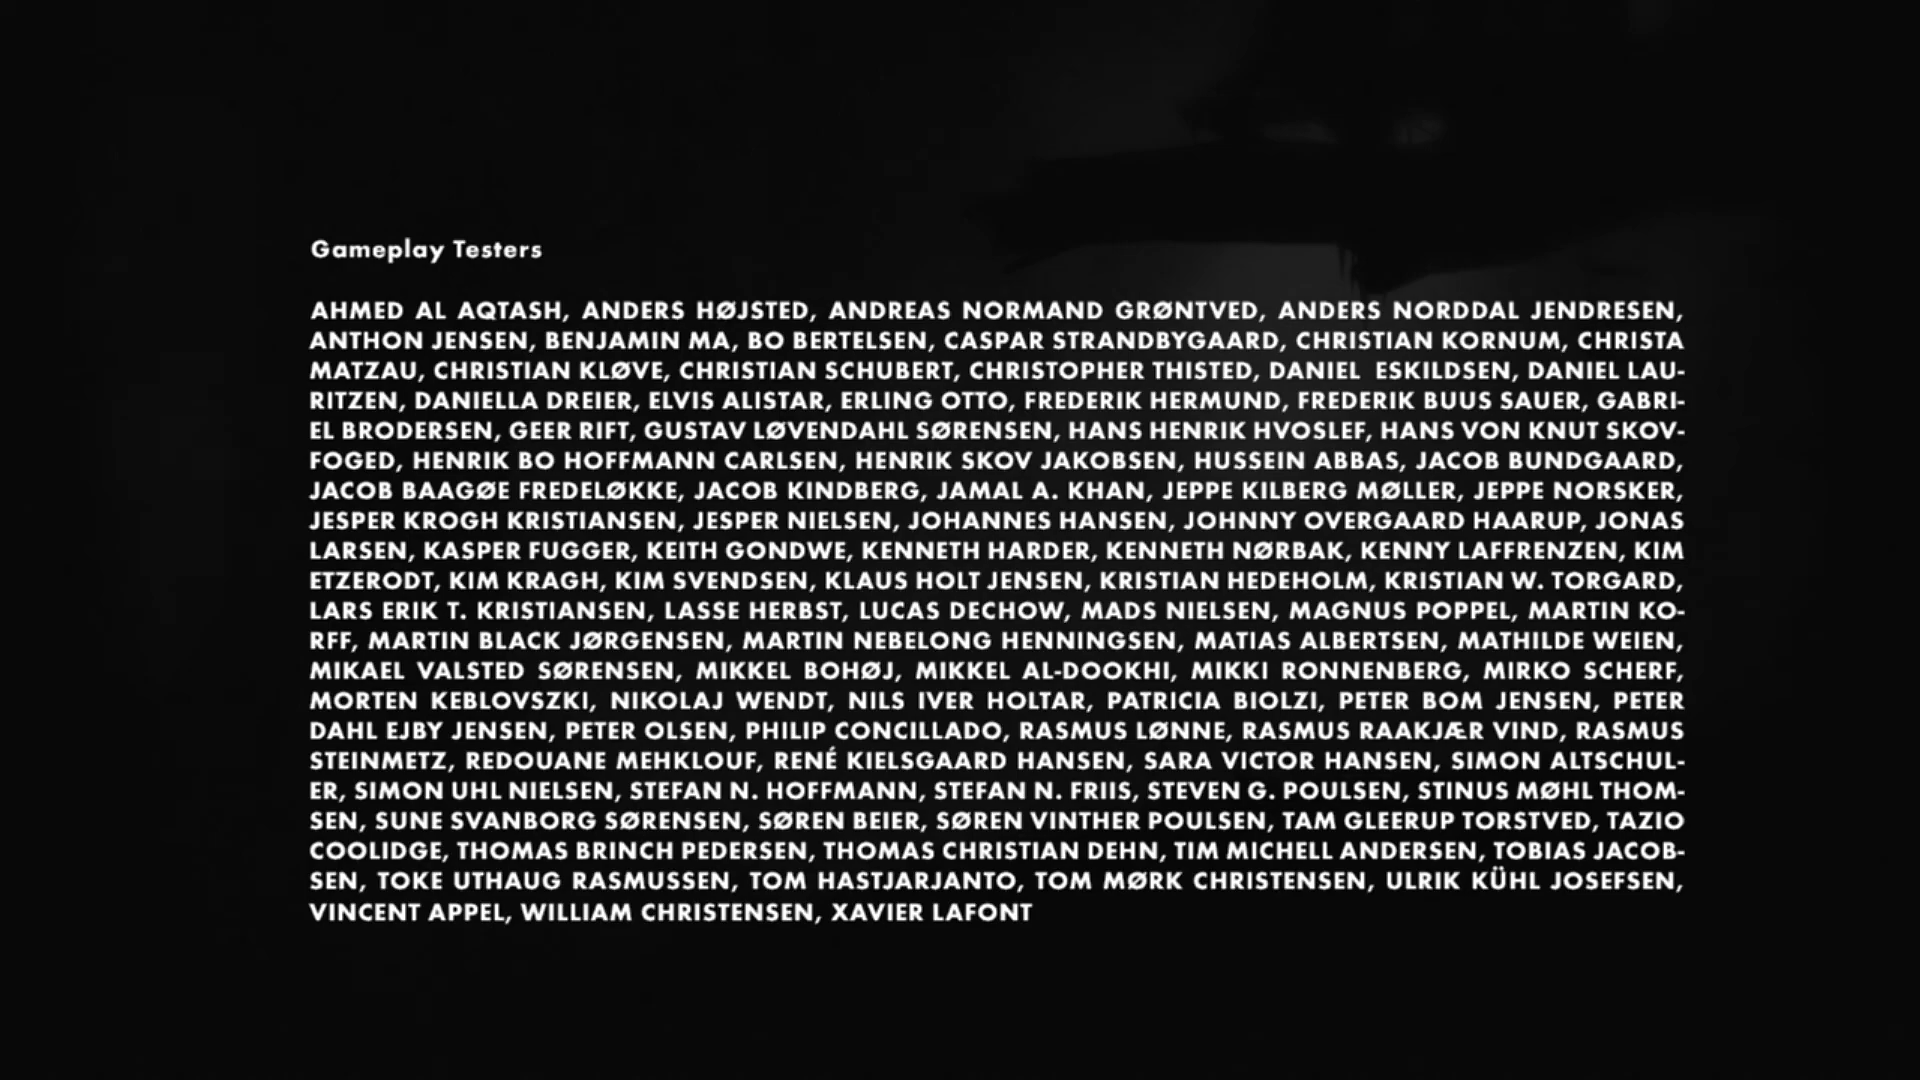 Gameplay Testers
AHMED AL AQTASH, ANDERS HØJSTED, ANDREAS NORMAND GRØNTVED, ANDERS NORDDAL JENDRESEN,
ANTHON JENSEN, BENJAMIN MA, BO BERTELSEN, CASPAR STRANDBYGAARD, CHRISTIAN KORNUM, CHRISTA
MATZAU, CHRISTIAN KLØVE, CHRISTIAN SCHUBERT, CHRISTOPHER THISTED, DANIEL ESKILDSEN, DANIEL LAU-
RITZEN, DANIELLA DREIER, ELVIS ALISTAR, ERLING OTTO, FREDERIK HERMUND, FREDERIK BUUS SAUER, GABRI-
EL BRODERSEN, GEER RIFT, GUSTAV LØVENDAHL SØRENSEN, HANS HENRIK HVOSLEF, HANS VON KNUT SKOV-
FOGED, HENRIK BO HOFFMANN CARLSEN, HENRIK SKOV JAKOBSEN, HUSSEIN ABBAS, JACOB BUNDGAARD,
JACOB BAAGØE FREDELØKKE, JACOB KINDBERG, JAMAL A. KHAN, JEPPE KILBERG MØLLER, JEPPE NORSKER,
JESPER KROGH KRISTIANSEN, JESPER NIELSEN, JOHANNES HANSEN, JOHNNY OVERGAARD HAARUP, JONAS
LARSEN, KASPER FUGGER, KEITH GONDWE, KENNETH HARDER, KENNETH NØRBAK, KENNY LAFFRENZEN, KIM
ETZERODT, KIM KRAGH, KIM SVENDSEN, KLAUS HOLT JENSEN, KRISTIAN HEDEHOLM, KRISTIAN W. TORGARD,
LARS ERIK T. KRISTIANSEN, LASSE HERBST, LUCAS DECHOW, MADS NIELSEN, MAGNUS POPPEL, MARTIN KO-
RFF, MARTIN BLACK JØRGENSEN, MARTIN NEBELONG HENNINGSEN, MATIAS ALBERTSEN, MATHILDE WEIEN,
MIKAEL VALSTED SØRENSEN, MIKKEL BOHØJ, MIKKEL AL-DOOKHI, MIKKI RONNENBERG, MIRKO SCHERF,
MORTEN KEBLOVSZKI, NIKOLAJ WENDT, NILS IVER HOLTAR, PATRICIA BIOLZI, PETER BOM JENSEN, PETER
DAHL EJBY JENSEN, PETER OLSEN, PHILIP CONCILLADO, RASMUS LØNNE, RASMUS RAAKJÆR VIND, RASMUS
STEINMETZ, REDOUANE MEHKLOUF, RENÉ KIELSGAARD HANSEN, SARA VICTOR HANSEN, SIMON ALTSCHUL-
ER, SIMON UHL NIELSEN, STEFAN N. HOFFMANN, STEFAN N. FRIIS, STEVEN G. POULSEN, STINUS MØHL THOM-
SEN, SUNE SVANBORG SØRENSEN, SØREN BEIER, SØREN VINTHER POULSEN, TAM GLEERUP TORSTVED, TAZIO
COOLIDGE, THOMAS BRINCH PEDERSEN, THOMAS CHRISTIAN DEHN, TIM MICHELL ANDERSEN, TOBIAS JACOB-
SEN, TOKE UTHAUG RASMUSSEN, TOM HASTJARJANTO, TOM MØRK CHRISTENSEN, ULRIK KÜHL JOSEFSEN,
VINCENT APPEL, WILLIAM CHRISTENSEN, XAVIER LAFONT